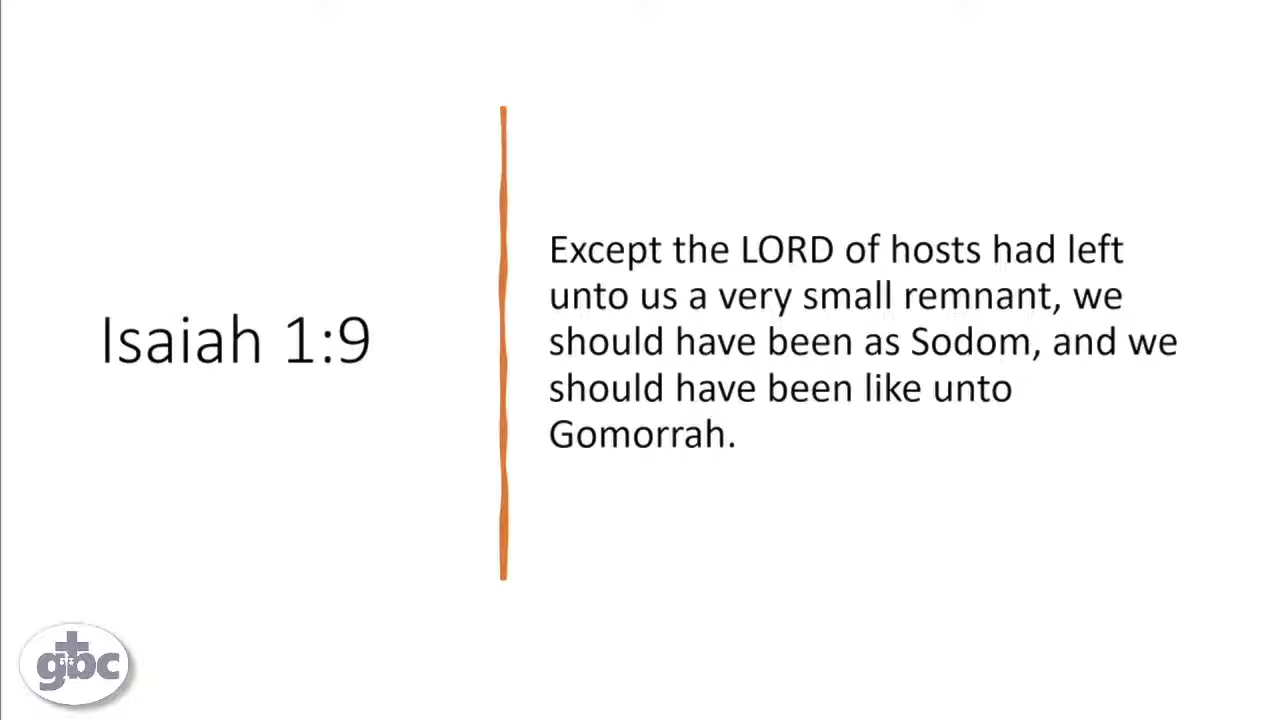 Isaiah 1:9
Except the LORD of hosts had left
unto us a very small remnant, we
should have been as Sodom, and we
should have been like unto
Gomorrah.
gbc